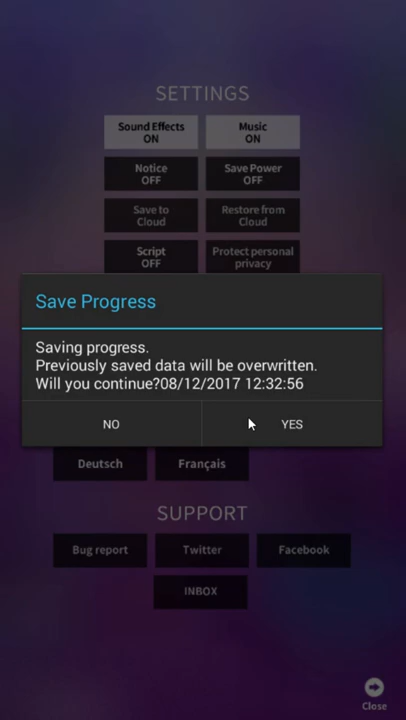 SETTINGS
Sound Effects
ON
Music
ON
Notice
OFF
Save Power
OFF
Save to
Cloud
Restore from
Cloud
Script
OFF
Protect personal
privacy
Save Progress
Saving progress.
Previously saved data will be overwritten.
Will you continue?08/12/2017 12:32:56
NO
YES
Deutsch
Français
SUPPORT
Bug report
Twitter
Facebook
INBOX
Close